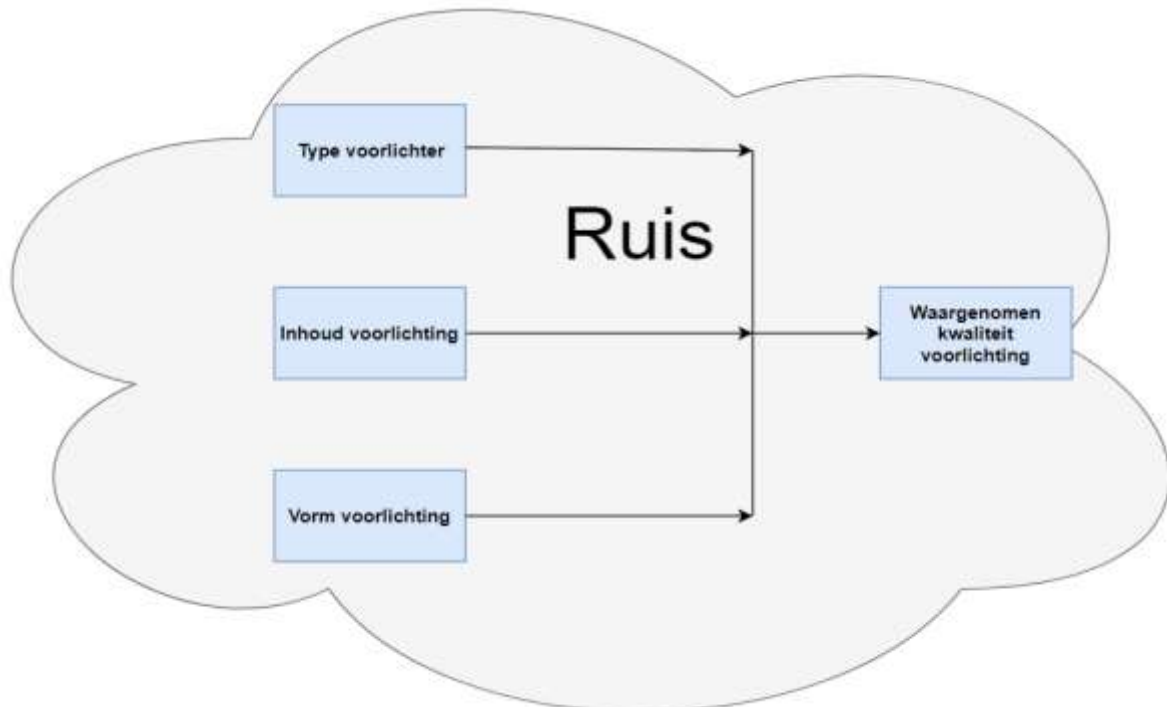 Type voorlichter
Ruis
Inhoud voorlichting
Waargenomen
kwaliteit
voorlichting
Vorm voorlichting